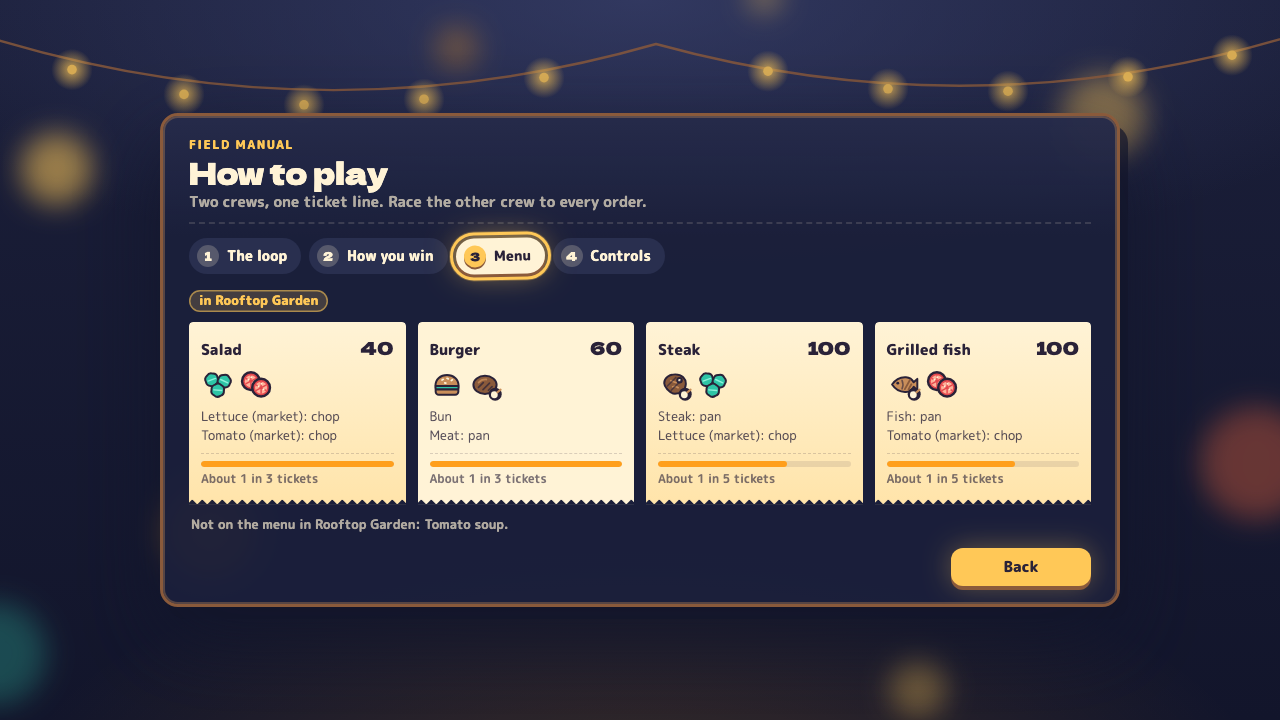 FIELD MANUAL
How to play
Two crews, one ticket line. Race the other crew to every order.
1 The loop
2 How you win
3 Menu
4 Controls
in Rooftop Garden
Salad 40
Lettuce (market): chop
Tomato (market): chop
About 1 in 3 tickets
Burger 60
Bun
Meat: pan
About 1 in 3 tickets
Steak 100
Steak: pan
Lettuce (market): chop
About 1 in 5 tickets
Grilled fish 100
Fish: pan
Tomato (market): chop
About 1 in 5 tickets
Not on the menu in Rooftop Garden: Tomato soup.
Back